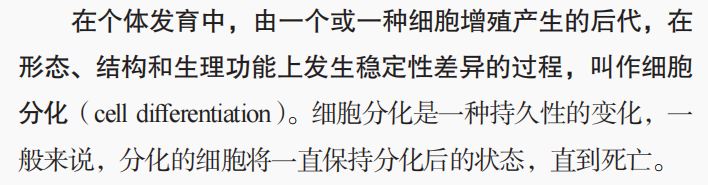 在个体发育中，由一个或一种细胞增殖产生的后代，在
形态、结构和生理功能上发生稳定性差异的过程，叫作细胞
分化（cell differentiation）。细胞分化是一种持久性的变化，一
般来说，分化的细胞将一直保持分化后的状态，直到死亡。